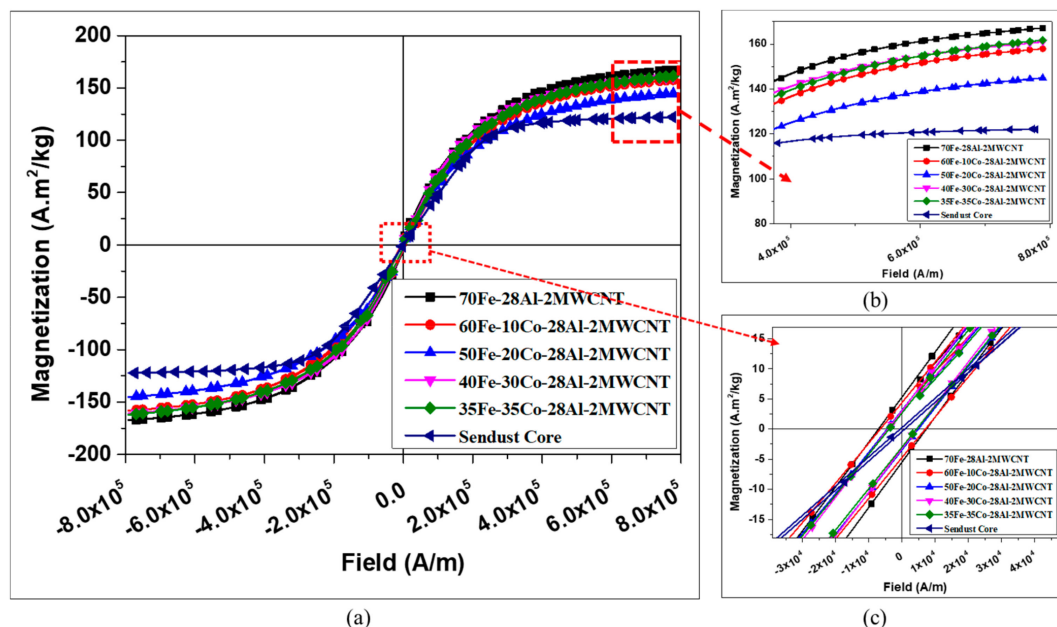 200
150
100
50
0
-50
-100
-150
-200
Magnetization (A.m²/kg)
-8.0x10⁵
-6.0x10⁵
-4.0x10⁵
-2.0x10⁵
0.0
2.0x10⁵
4.0x10⁵
6.0x10⁵
8.0x10⁵
Field (A/m)
70Fe-28Al-2MWCNT
60Fe-10Co-28Al-2MWCNT
50Fe-20Co-28Al-2MWCNT
40Fe-30Co-28Al-2MWCNT
35Fe-35Co-28Al-2MWCNT
Sendust Core
(a)
160
140
120
100
80
Magnetization (A.m²/kg)
70Fe-28Al-2MWCNT
60Fe-10Co-28Al-2MWCNT
50Fe-20Co-28Al-2MWCNT
40Fe-30Co-28Al-2MWCNT
35Fe-35Co-28Al-2MWCNT
Sendust Core
4.0x10⁵
6.0x10⁵
8.0x10⁵
Field (A/m)
(b)
15
10
5
0
-5
-10
-15
Magnetization (A.m²/kg)
70Fe-28Al-2MWCNT
60Fe-10Co-28Al-2MWCNT
50Fe-20Co-28Al-2MWCNT
40Fe-30Co-28Al-2MWCNT
35Fe-35Co-28Al-2MWCNT
Sendust Core
-3x10⁴
-2x10⁴
-1x10⁴
0
1x10⁴
2x10⁴
3x10⁴
4x10⁴
Field (A/m)
(c)